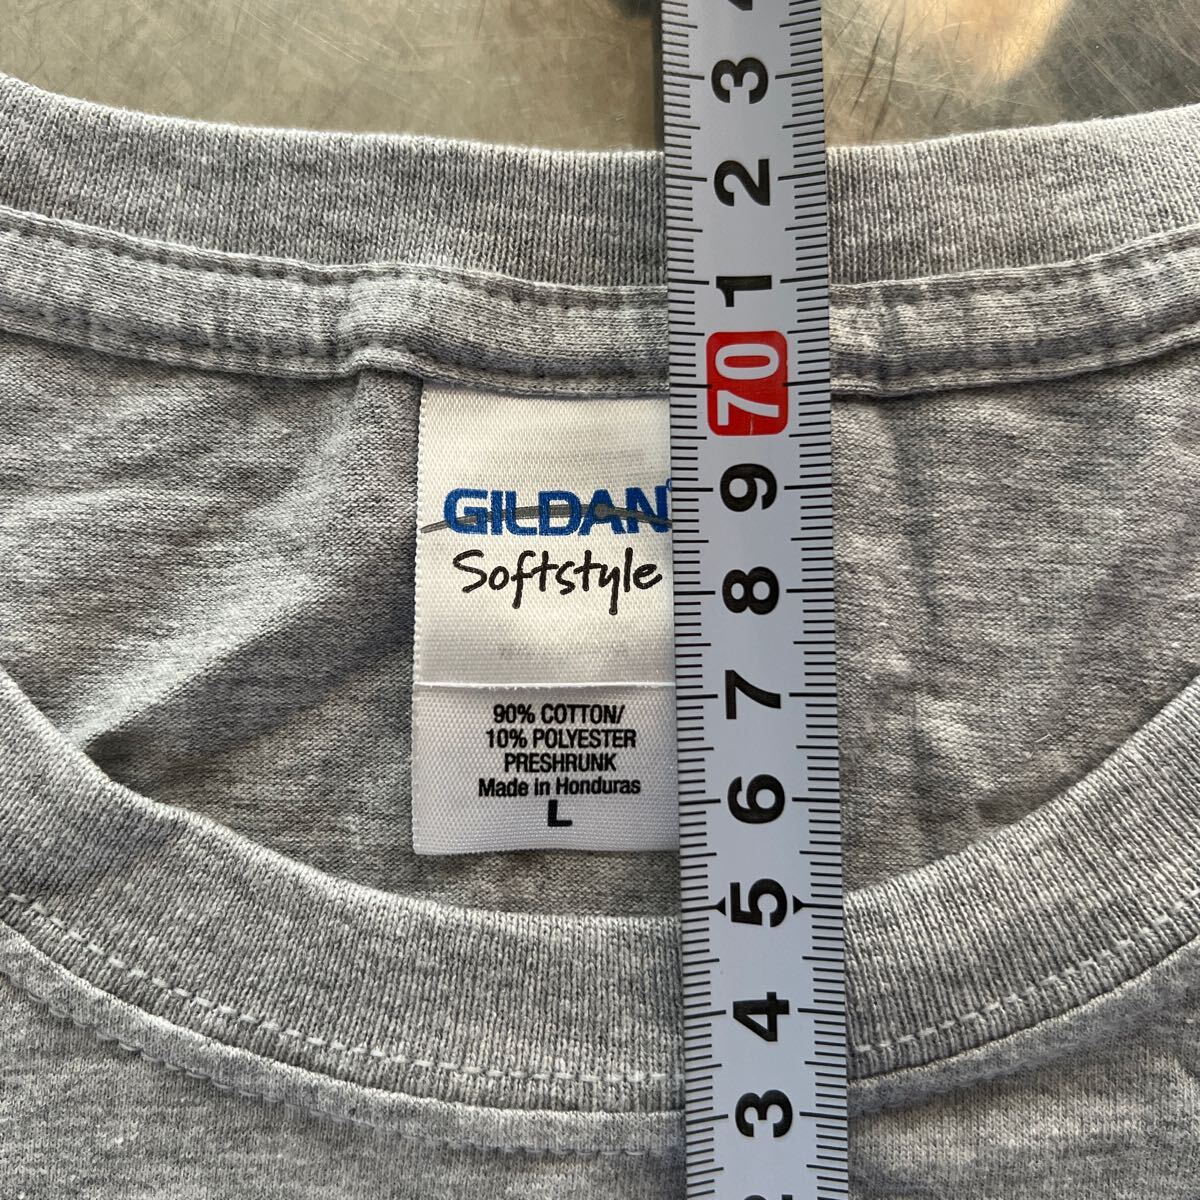 GILDAN
Softstyle
90% COTTON/
10% POLYESTER
PRESHRUNK
Made in Honduras
L
3
2
1
70
9
8
7
6
5
4
3